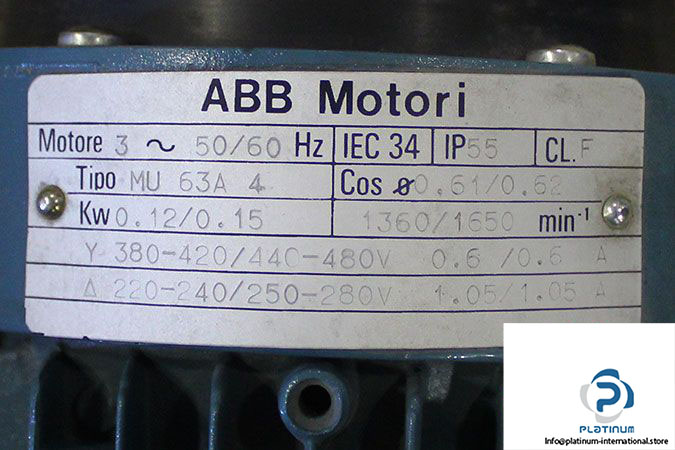 ABB Motori
Motore 3 ~ 50/60 Hz IEC 34 IP55 CL. F
Tipo MU 63A 4 Cos ø 0.61/0.62
Kw 0.12/0.15 1360/1650 min-1
Y 380-420/440-480V 0.6 /0.6 A
Δ 220-240/250-280V 1.05/1.05 A
PLATINUM
Info@platinum-international.store